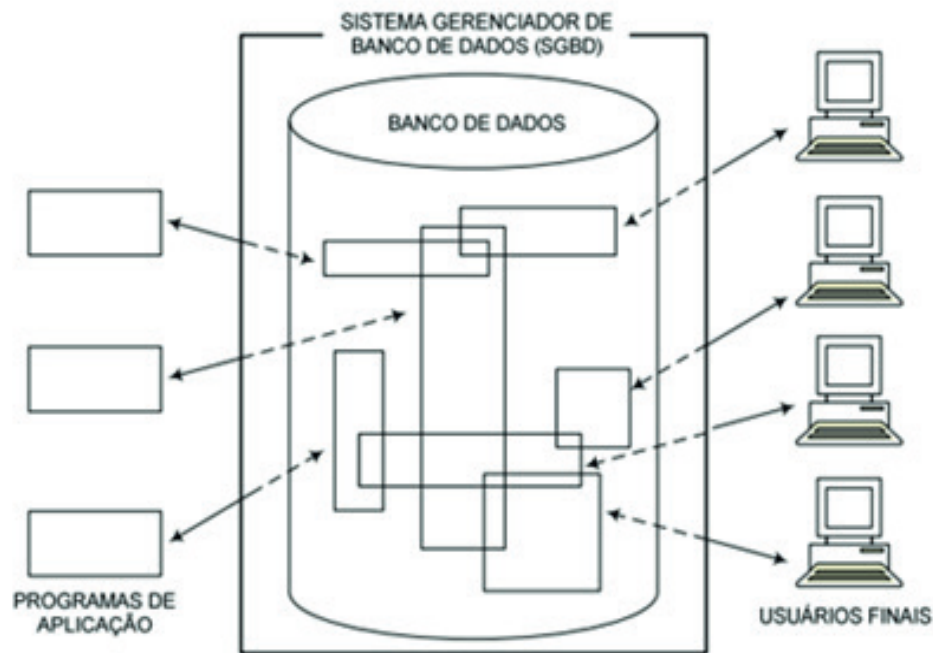 SISTEMA GERENCIADOR DE
BANCO DE DADOS (SGBD)
BANCO DE DADOS
PROGRAMAS DE
APLICAÇÃO
USUÁRIOS FINAIS